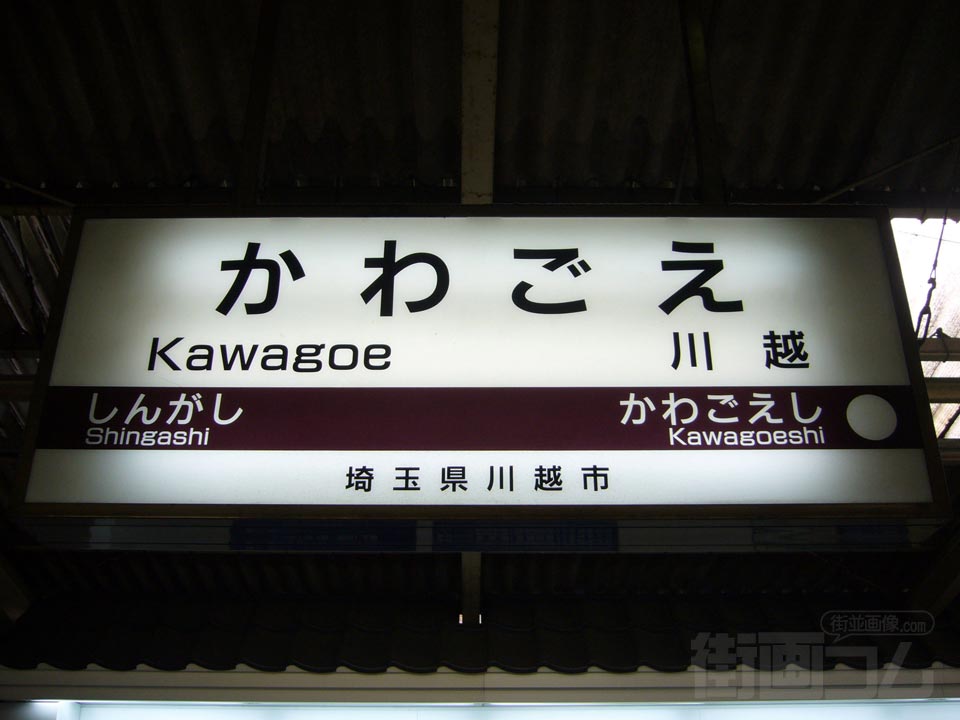 かわごえ
Kawagoe 川越
しんがし かわごえし
Shingashi Kawagoeshi
埼玉県川越市
街並画像.com
街画コム